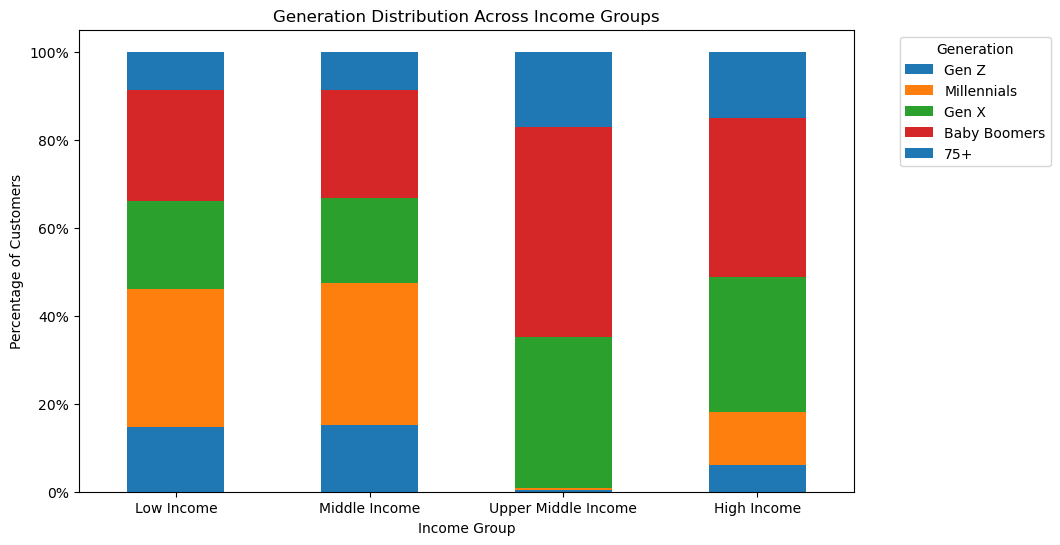 Generation Distribution Across Income Groups
Generation
Gen Z
Millennials
Gen X
Baby Boomers
75+
Percentage of Customers
100%
80%
60%
40%
20%
0%
Low Income
Middle Income
Upper Middle Income
High Income
Income Group